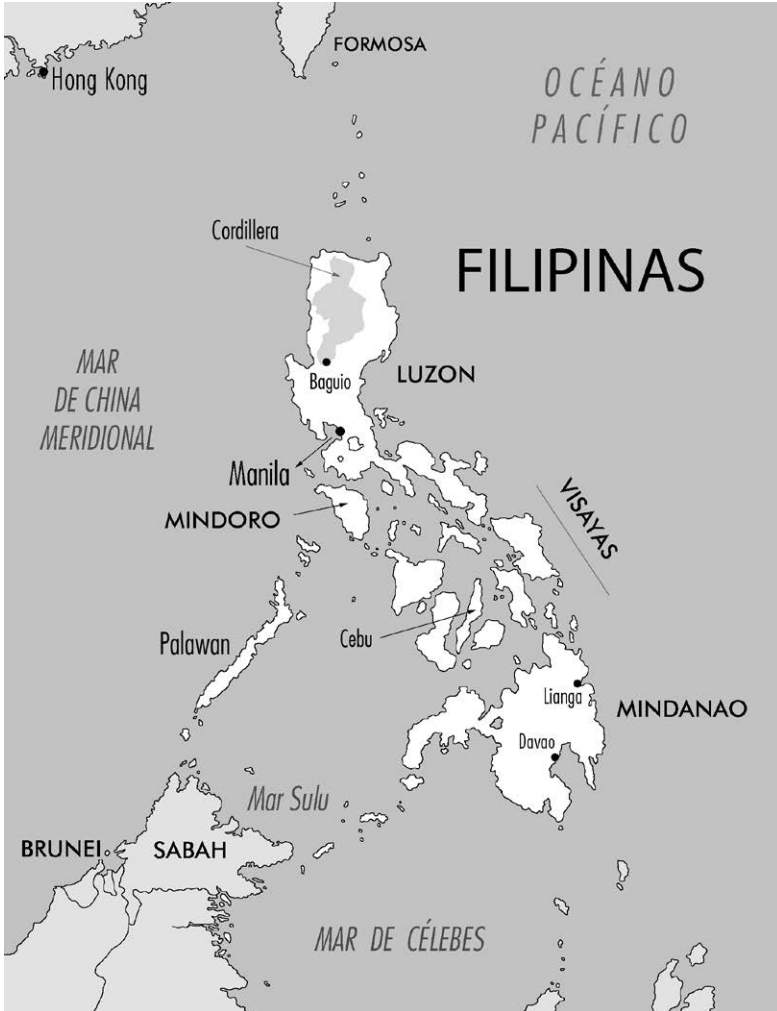 FORMOSA
Hong Kong
OCÉANO
PACÍFICO
Cordillera
FILIPINAS
MAR
DE CHINA
MERIDIONAL
Baguio
LUZON
Manila
MINDORO
VISAYAS
Palawan
Cebu
Lianga
MINDANAO
Davao
Mar Sulu
BRUNEI
SABAH
MAR DE CÉLEBES